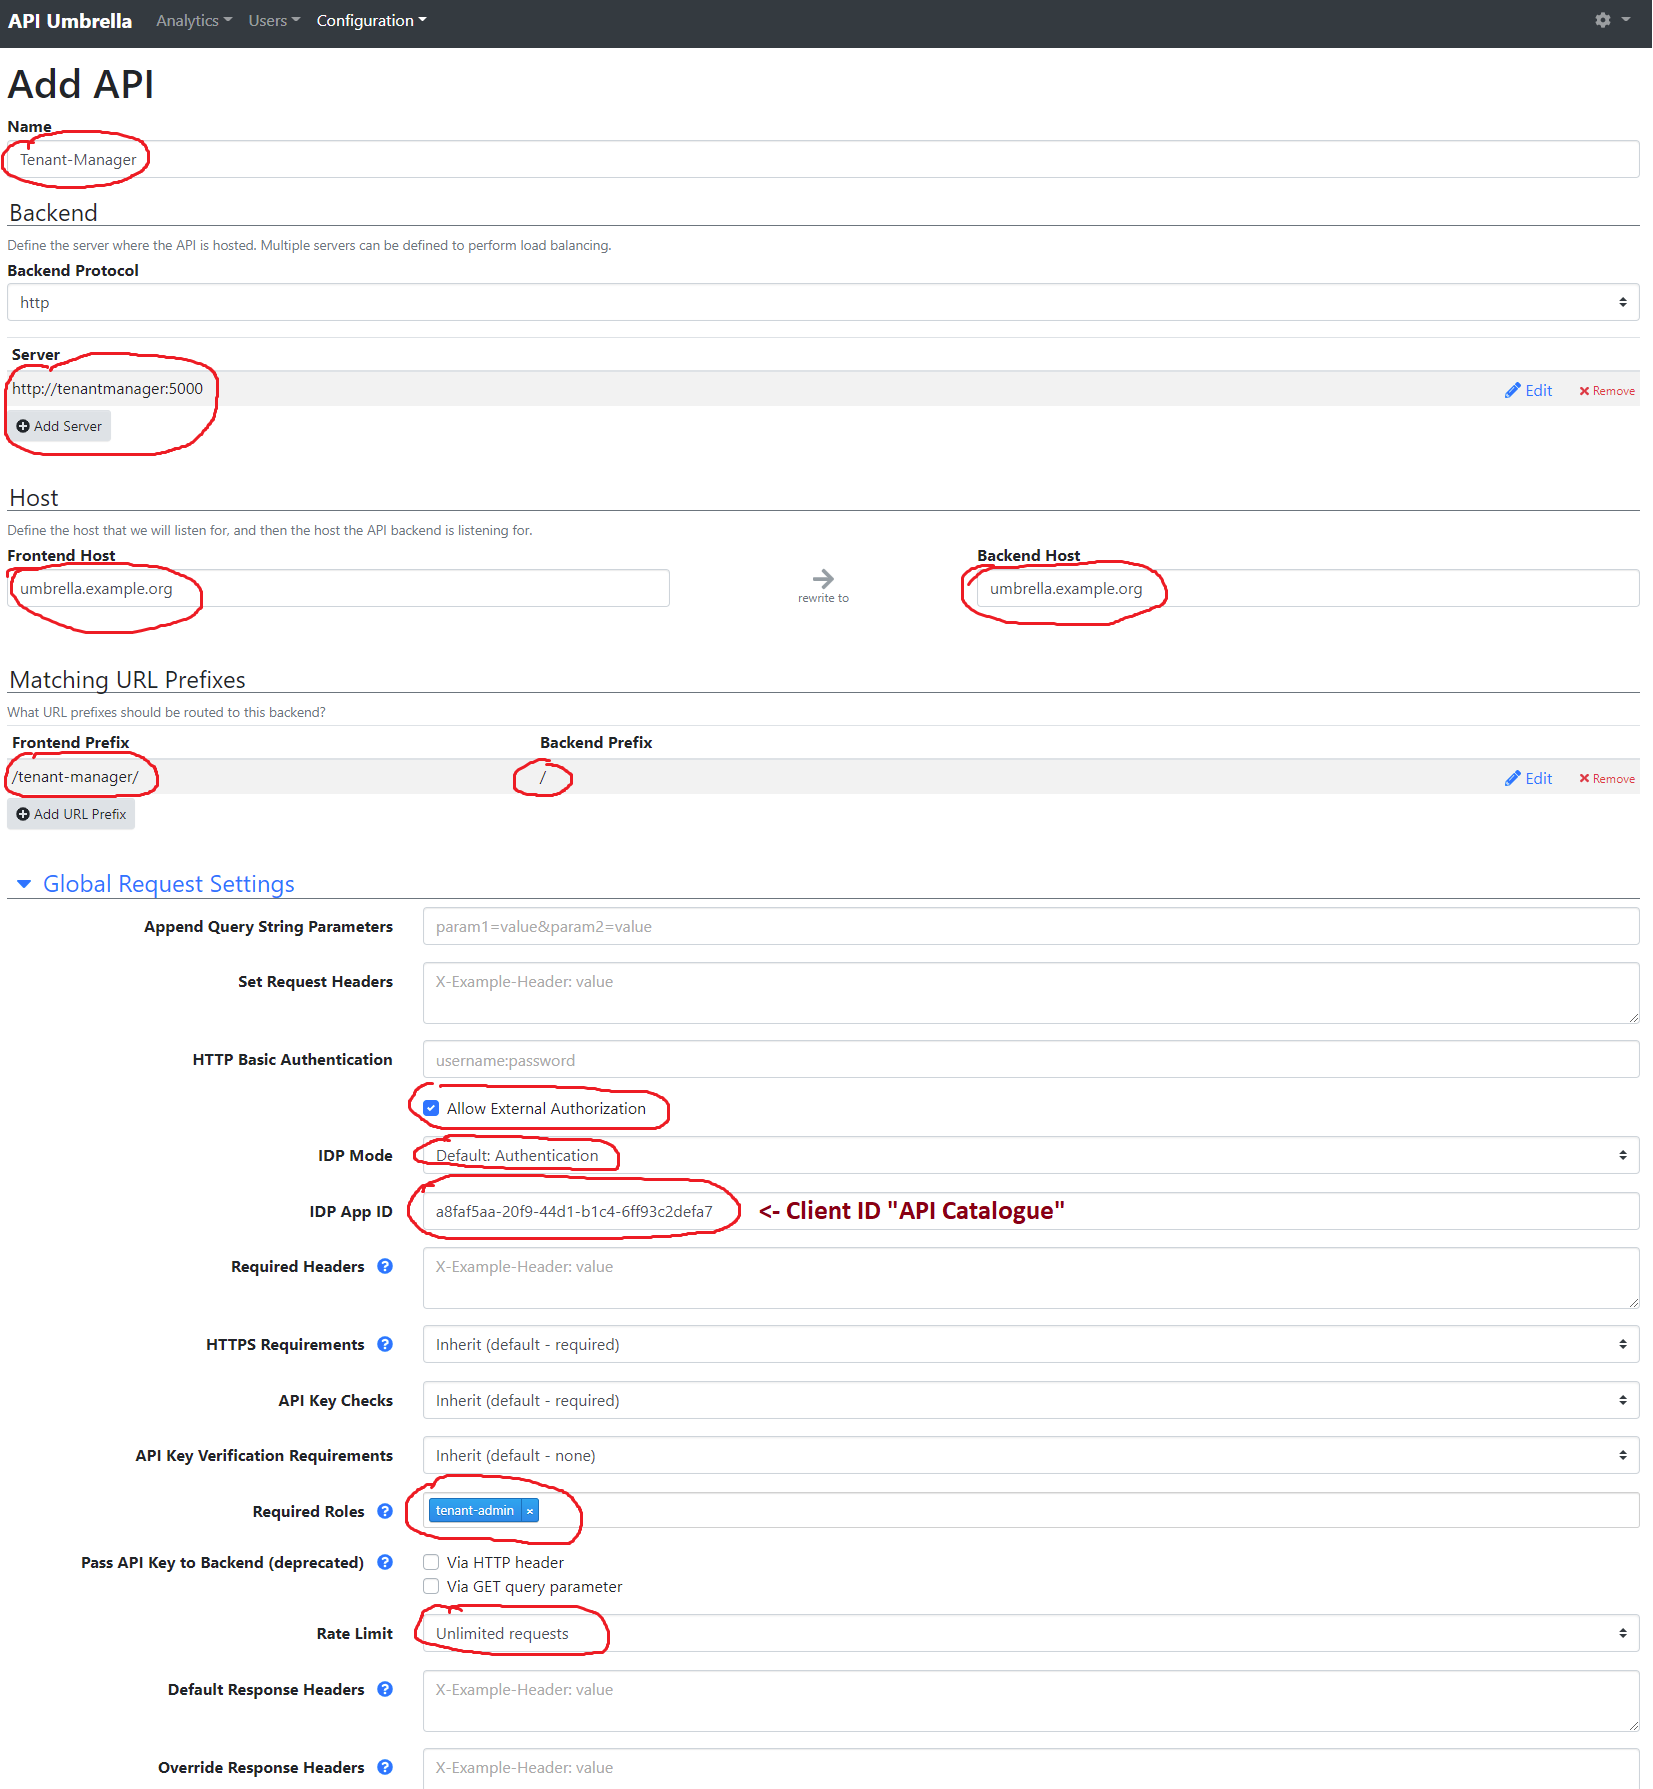 API Umbrella Analytics Users Configuration
Add API
Name
Tenant-Manager
Backend
Define the server where the API is hosted. Multiple servers can be defined to perform load balancing.
Backend Protocol
http
Server
http://tenantmanager:5000 Edit Remove
Add Server
Host
Define the host that we will listen for, and then the host the API backend is listening for.
Frontend Host Backend Host
umbrella.example.org rewrite to umbrella.example.org
Matching URL Prefixes
What URL prefixes should be routed to this backend?
Frontend Prefix Backend Prefix
/tenant-manager/ / Edit Remove
Add URL Prefix
Global Request Settings
Append Query String Parameters param1=value&param2=value
Set Request Headers X-Example-Header: value
HTTP Basic Authentication username:password
Allow External Authorization
IDP Mode Default: Authentication
IDP App ID a8faf5aa-20f9-44d1-b1c4-6ff93c2defa7 <- Client ID "API Catalogue"
Required Headers X-Example-Header: value
HTTPS Requirements Inherit (default - required)
API Key Checks Inherit (default - required)
API Key Verification Requirements Inherit (default - none)
Required Roles tenant-admin ×
Pass API Key to Backend (deprecated) Via HTTP header
Via GET query parameter
Rate Limit Unlimited requests
Default Response Headers X-Example-Header: value
Override Response Headers X-Example-Header: value